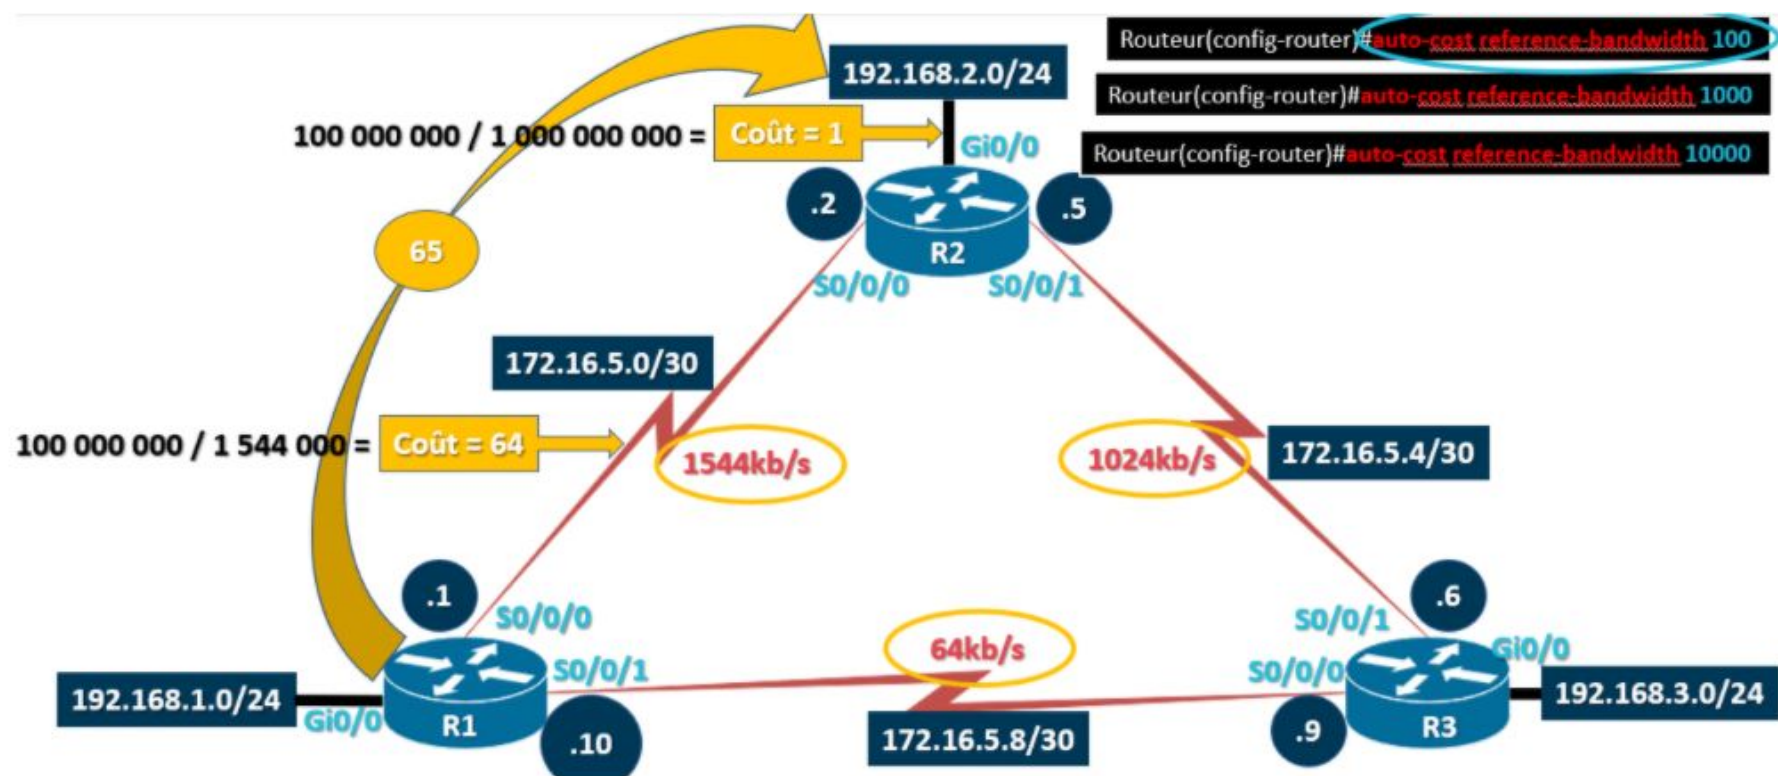 Routeur(config-router)#auto-cost reference-bandwidth 100
192.168.2.0/24
Routeur(config-router)#auto-cost reference-bandwidth 1000
100 000 000 / 1 000 000 000 = Coût = 1
Gi0/0
Routeur(config-router)#auto-cost reference-bandwidth 10000
.2
.5
65
R2
S0/0/0
S0/0/1
172.16.5.0/30
100 000 000 / 1 544 000 = Coût = 64
1544kb/s
1024kb/s
172.16.5.4/30
.1
.6
S0/0/0
S0/0/1
64kb/s
S0/0/1
Gi0/0
S0/0/0
192.168.1.0/24
Gi0/0
R1
.10
172.16.5.8/30
.9
R3
192.168.3.0/24